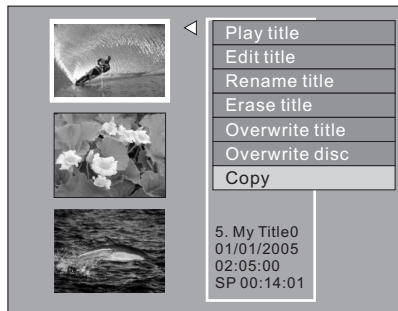 Play title
Edit title
Rename title
Erase title
Overwrite title
Overwrite disc
Copy
5. My Title0
01/01/2005
02:05:00
SP 00:14:01